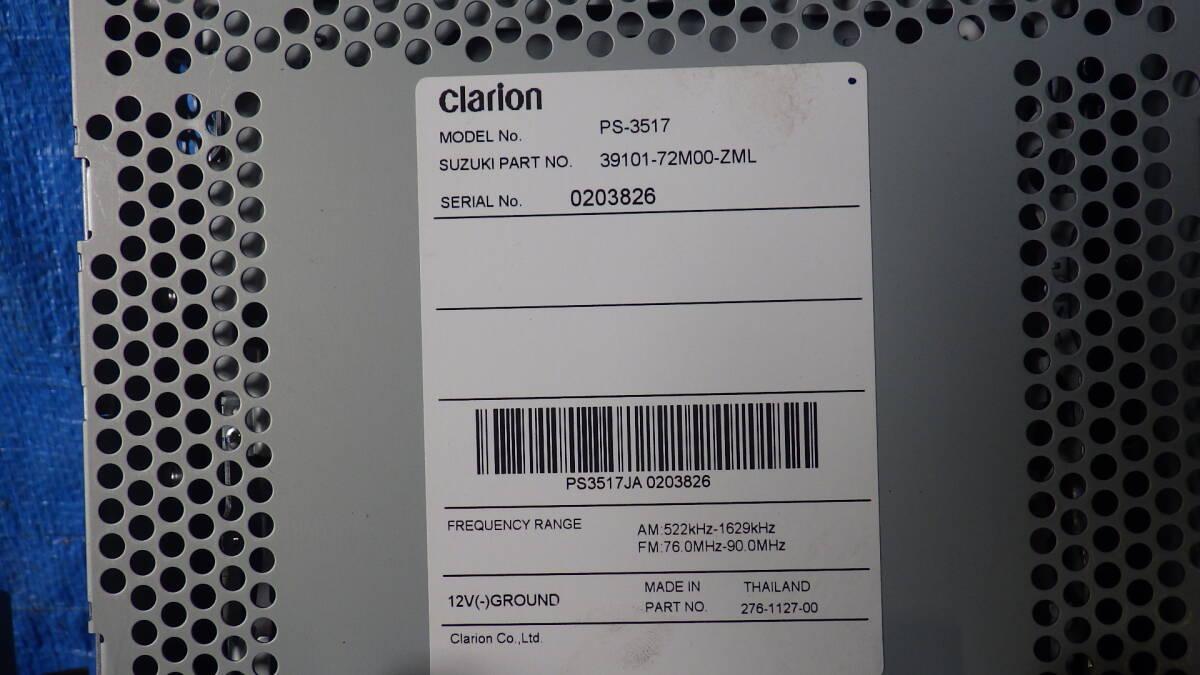 clarion
MODEL No. PS-3517
SUZUKI PART NO. 39101-72M00-ZML
SERIAL No. 0203826
PS3517JA 0203826
FREQUENCY RANGE AM:522kHz-1629kHz
FM:76.0MHz-90.0MHz
12V(-)GROUND MADE IN THAILAND
PART NO. 276-1127-00
Clarion Co.,Ltd.